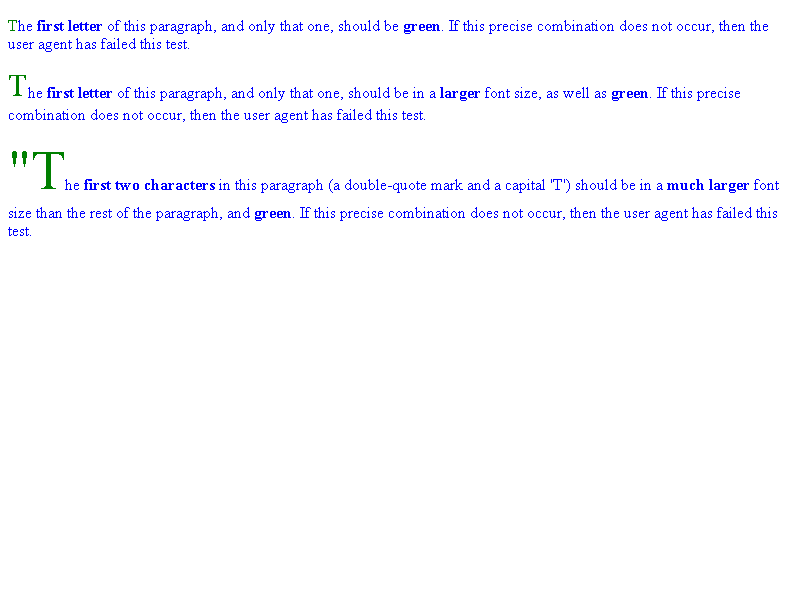 The first letter of this paragraph, and only that one, should be green. If this precise combination does not occur, then the
user agent has failed this test.
The first letter of this paragraph, and only that one, should be in a larger font size, as well as green. If this precise
combination does not occur, then the user agent has failed this test.
"The first two characters in this paragraph (a double-quote mark and a capital 'T') should be in a much larger font
size than the rest of the paragraph, and green. If this precise combination does not occur, then the user agent has failed this
test.